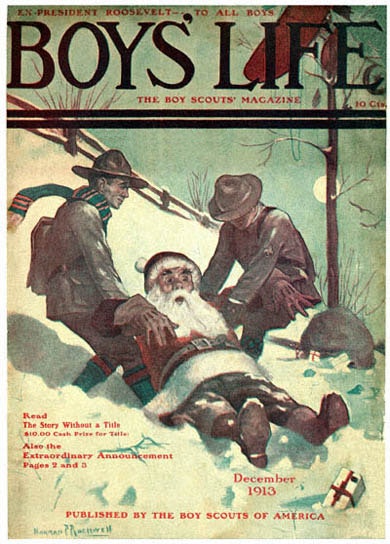 EX-PRESIDENT ROOSEVELT—TO ALL BOYS
BOYS' LIFE
THE BOY SCOUTS' MAGAZINE
10 Cts.
Read
The Story Without a Title
$10.00 Cash Prize for Title:
Also the
Extraordinary Announcement
Pages 2 and 3
December
1913
PUBLISHED BY THE BOY SCOUTS OF AMERICA
NORMAN P ROCKWELL